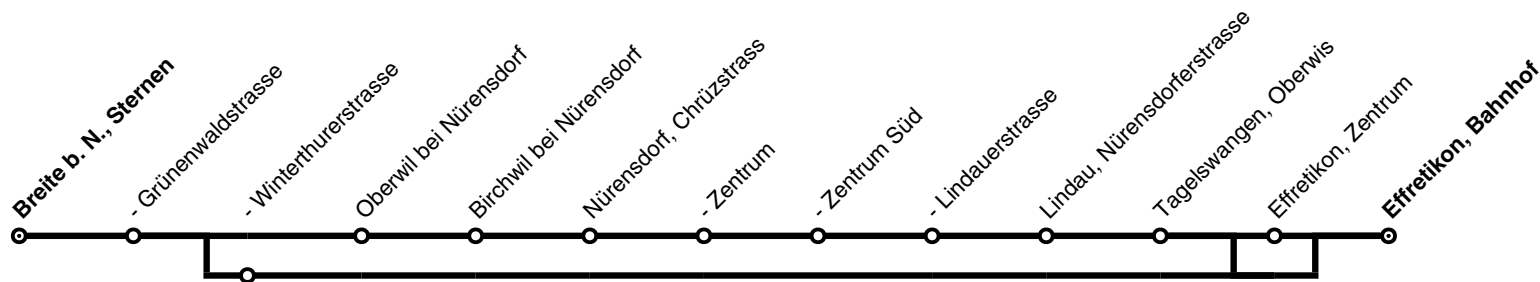 Breite b. N., Sternen
- Grünenwaldstrasse
- Winterthurerstrasse
Oberwil bei Nürensdorf
Birchwil bei Nürensdorf
Nürensdorf, Chrüzstrass
- Zentrum
- Zentrum Süd
- Lindauerstrasse
Lindau, Nürensdorferstrasse
Tagelswangen, Oberwis
Effretikon, Zentrum
Effretikon, Bahnhof